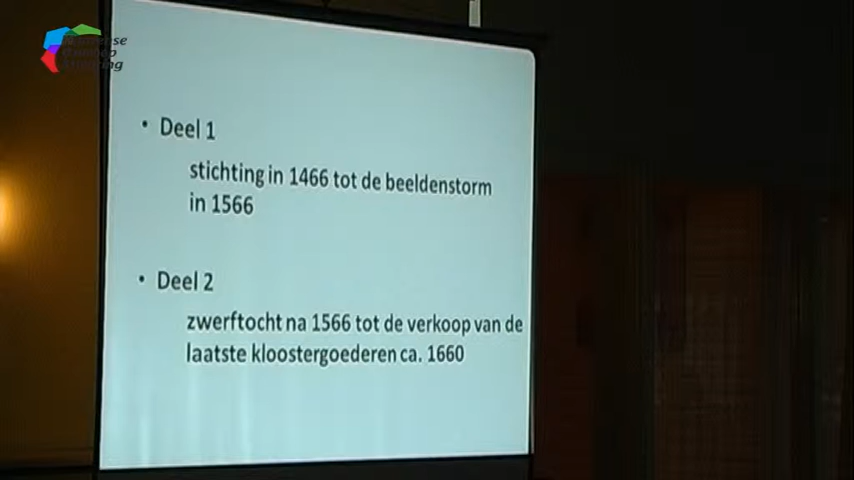 • Deel 1
stichting in 1466 tot de beeldenstorm
in 1566
• Deel 2
zwerftocht na 1566 tot de verkoop van de
laatste kloostergoederen ca. 1660